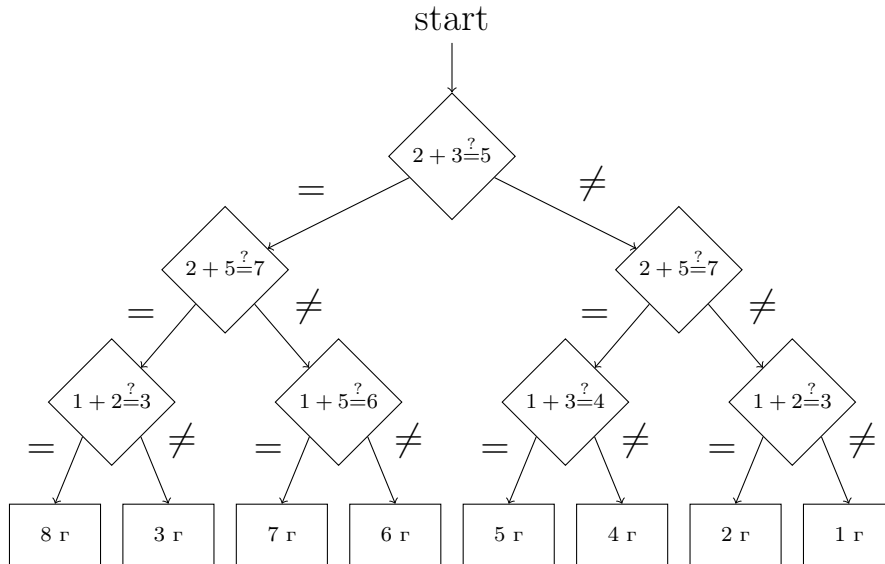 start
2 + 3 ≟ 5
= ≠
2 + 5 ≟ 7 2 + 5 ≟ 7
= ≠ = ≠
1 + 2 ≟ 3 1 + 5 ≟ 6 1 + 3 ≟ 4 1 + 2 ≟ 3
= ≠ = ≠ = ≠ = ≠
8 г 3 г 7 г 6 г 5 г 4 г 2 г 1 г